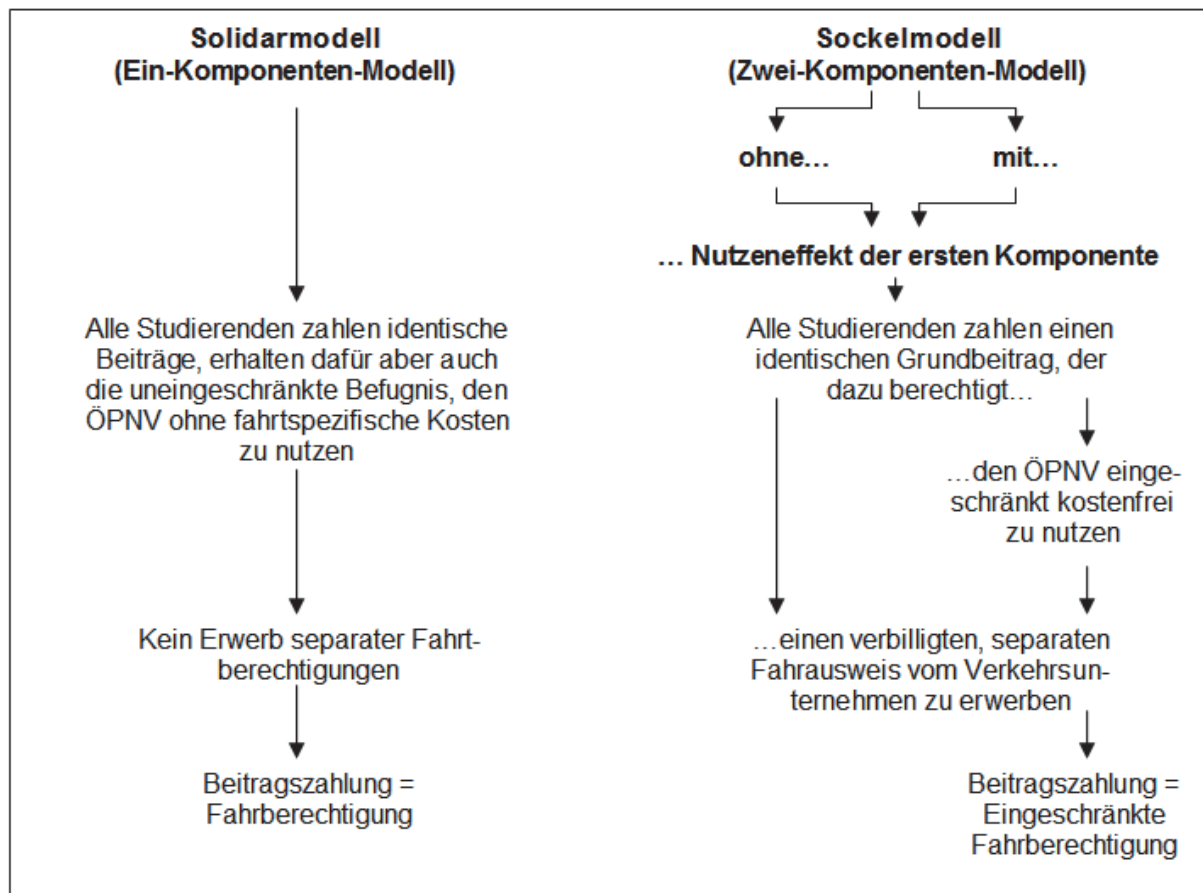 Solidarmodell
(Ein-Komponenten-Modell)
Alle Studierenden zahlen identische
Beiträge, erhalten dafür aber auch
die uneingeschränkte Befugnis, den
ÖPNV ohne fahrtspezifische Kosten
zu nutzen
Kein Erwerb separater Fahrt-
berechtigungen
Beitragszahlung =
Fahrberechtigung
Sockelmodell
(Zwei-Komponenten-Modell)
ohne…
mit…
… Nutzeneffekt der ersten Komponente
Alle Studierenden zahlen einen
identischen Grundbeitrag, der
dazu berechtigt…
…den ÖPNV einge-
schränkt kostenfrei
zu nutzen
…einen verbilligten, separaten
Fahrausweis vom Verkehrsun-
ternehmen zu erwerben
Beitragszahlung =
Eingeschränkte
Fahrberechtigung